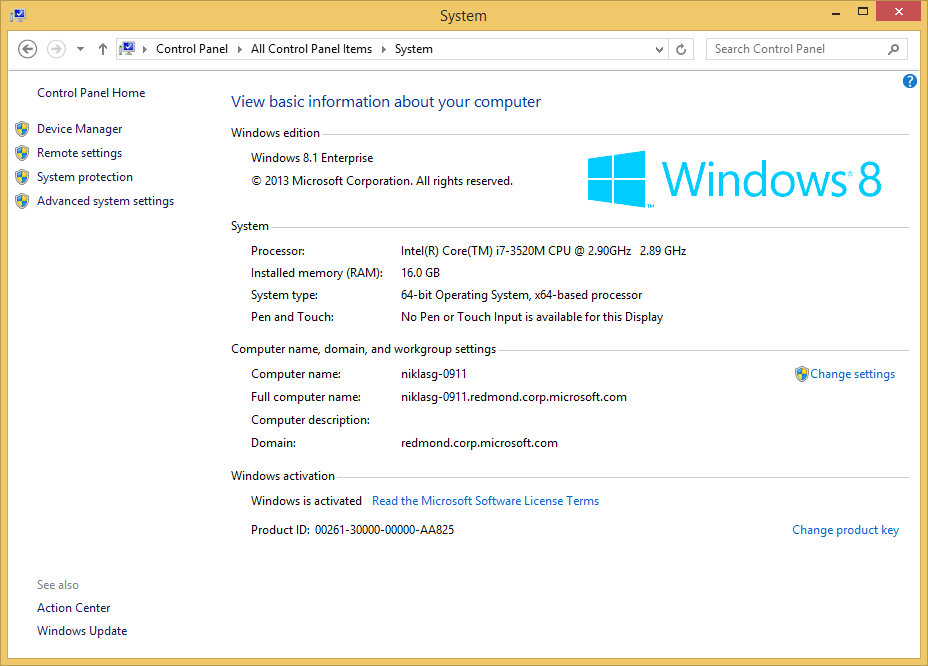 System
Control Panel All Control Panel Items System
Search Control Panel
Control Panel Home
Device Manager
Remote settings
System protection
Advanced system settings
See also
Action Center
Windows Update
?
View basic information about your computer
Windows edition
Windows 8.1 Enterprise
© 2013 Microsoft Corporation. All rights reserved.
Windows® 8
™
System
Processor: Intel(R) Core(TM) i7-3520M CPU @ 2.90GHz 2.89 GHz
Installed memory (RAM): 16.0 GB
System type: 64-bit Operating System, x64-based processor
Pen and Touch: No Pen or Touch Input is available for this Display
Computer name, domain, and workgroup settings
Computer name: niklasg-0911 Change settings
Full computer name: niklasg-0911.redmond.corp.microsoft.com
Computer description:
Domain: redmond.corp.microsoft.com
Windows activation
Windows is activated Read the Microsoft Software License Terms
Product ID: 00261-30000-00000-AA825 Change product key